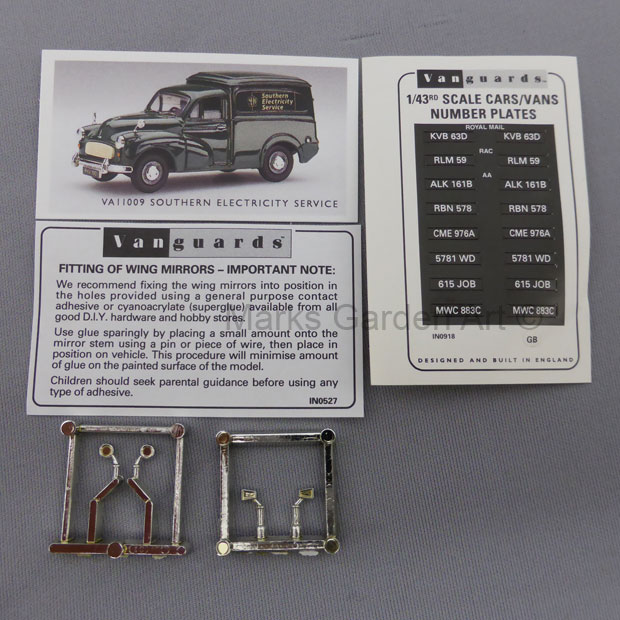 Southern
Electricity
Service
VA11009 SOUTHERN ELECTRICITY SERVICE
Vanguards™
FITTING OF WING MIRRORS – IMPORTANT NOTE:
We recommend fixing the wing mirrors into position in
the holes provided using a general purpose contact
adhesive or cyanoacrylate (superglue) available from all
good D.I.Y. hardware and hobby stores.
Use glue sparingly by placing a small amount onto the
mirror stem using a pin or piece of wire, then place in
position on vehicle. This procedure will minimise amount
of glue on the painted surface of the model.
Children should seek parental guidance before using any
type of adhesive.
IN0527
Vanguards™
1/43RD SCALE CARS/VANS
NUMBER PLATES
ROYAL MAIL
KVB 63D KVB 63D
RAC
RLM 59 RLM 59
AA
ALK 161B ALK 161B
RBN 578 RBN 578
CME 976A CME 976A
5781 WD 5781 WD
615 JOB 615 JOB
MWC 883C MWC 883C
IN0918 GB
DESIGNED AND BUILT IN ENGLAND
Marks Garden Art ©